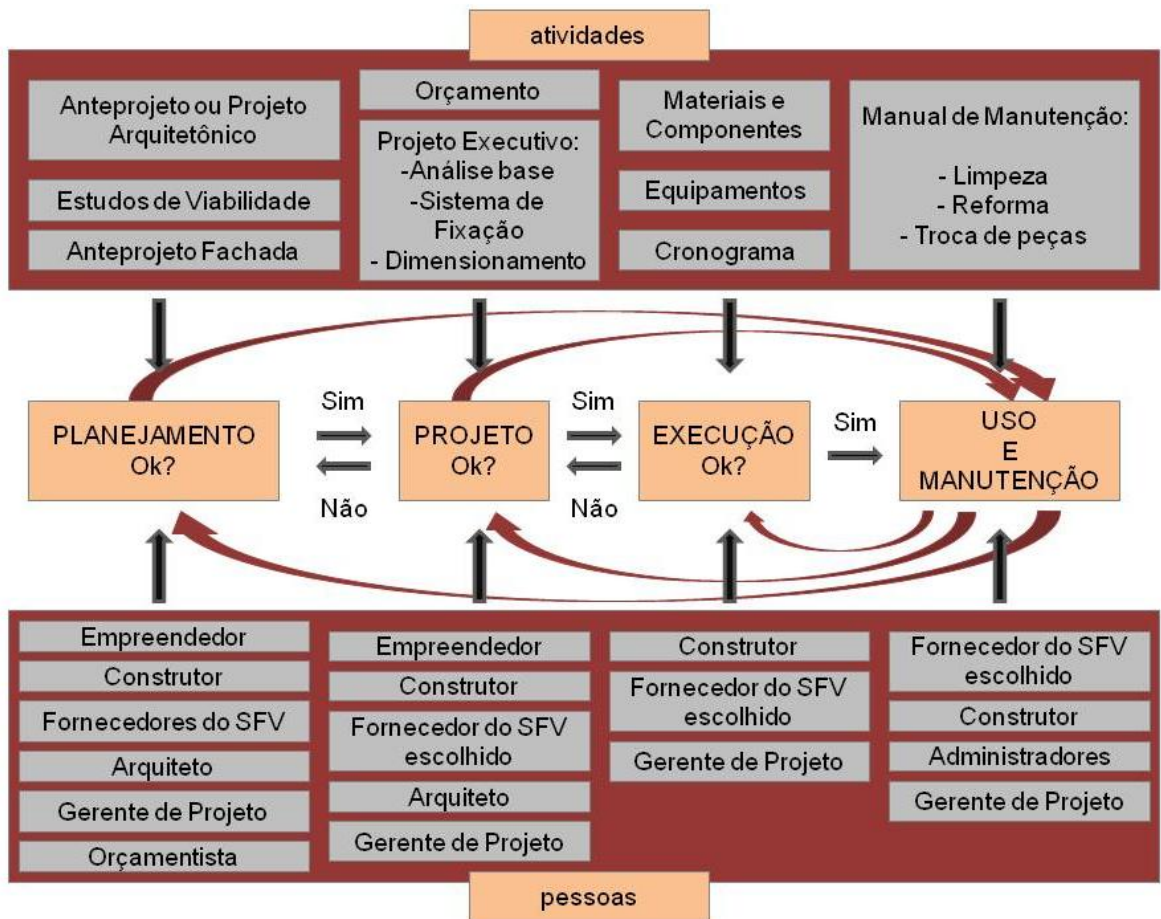 atividades
Anteprojeto ou Projeto
Arquitetônico
Estudos de Viabilidade
Anteprojeto Fachada
Orçamento
Projeto Executivo:
-Análise base
-Sistema de
Fixação
- Dimensionamento
Materiais e
Componentes
Equipamentos
Cronograma
Manual de Manutenção:
- Limpeza
- Reforma
- Troca de peças
PLANEJAMENTO
Ok?
Sim
Não
PROJETO
Ok?
Sim
Não
EXECUÇÃO
Ok?
Sim
USO
E
MANUTENÇÃO
Empreendedor
Construtor
Fornecedores do SFV
Arquiteto
Gerente de Projeto
Orçamentista
Empreendedor
Construtor
Fornecedor do SFV
escolhido
Arquiteto
Gerente de Projeto
Construtor
Fornecedor do SFV
escolhido
Gerente de Projeto
Fornecedor do SFV
escolhido
Construtor
Administradores
Gerente de Projeto
pessoas